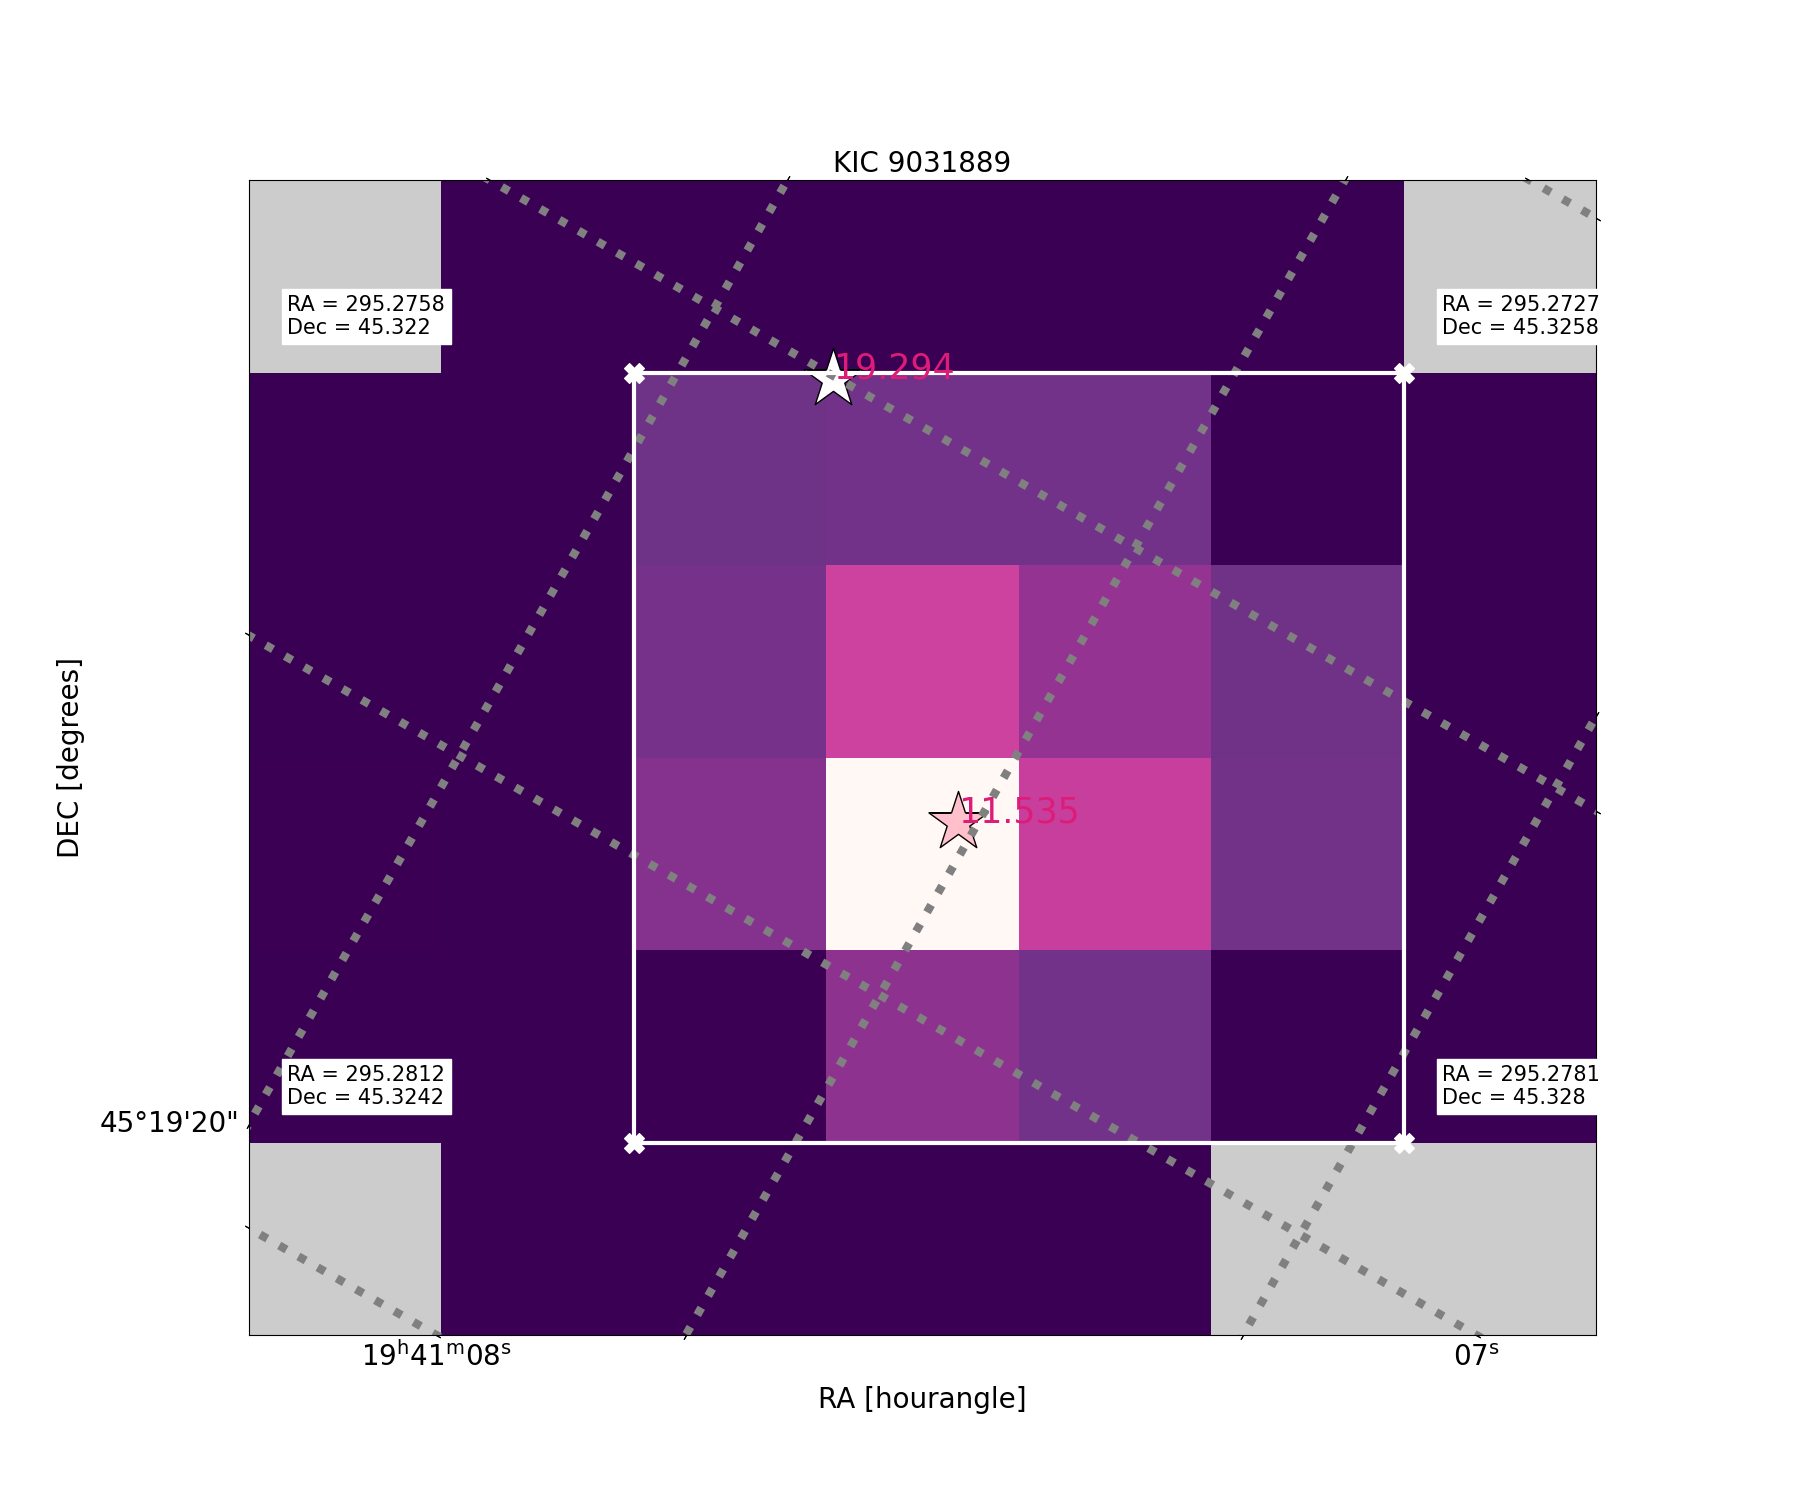 KIC 9031889
RA = 295.2758
Dec = 45.322
RA = 295.2727
Dec = 45.3258
19.294
11.535
DEC [degrees]
RA = 295.2812
Dec = 45.3242
RA = 295.2781
Dec = 45.328
45°19'20"
19ʰ41ᵐ08ˢ
07ˢ
RA [hourangle]